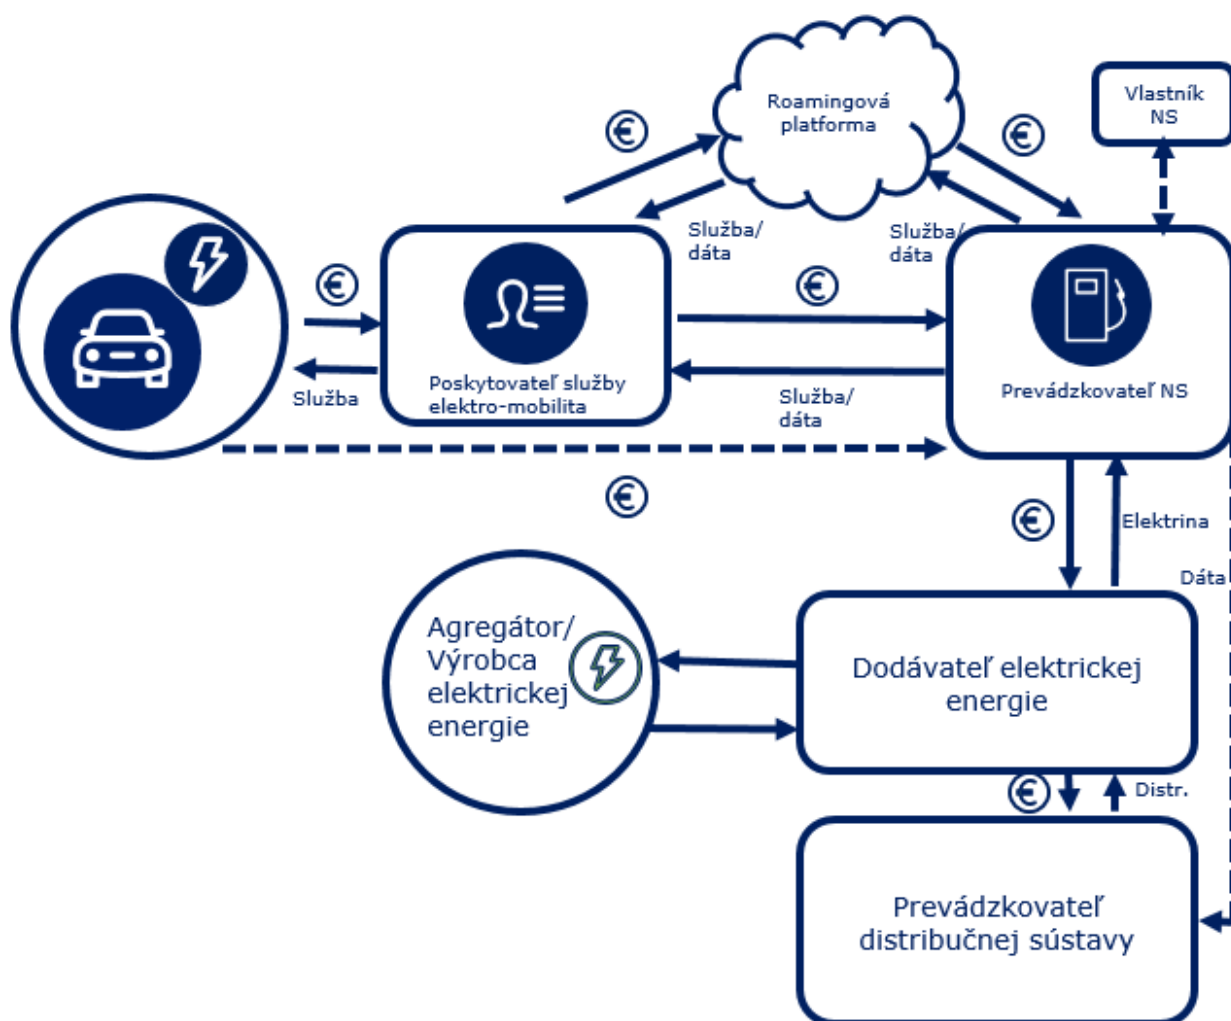 Roamingová
platforma
Vlastník
NS
€
€
Služba/
dáta
Služba/
dáta
€
€
Služba
Poskytovateľ služby
elektro-mobilita
Služba/
dáta
Prevádzkovateľ NS
€
€
Elektrina
Dáta
Agregátor/
Výrobca
elektrickej
energie
Dodávateľ elektrickej
energie
€
Distr.
Prevádzkovateľ
distribučnej sústavy